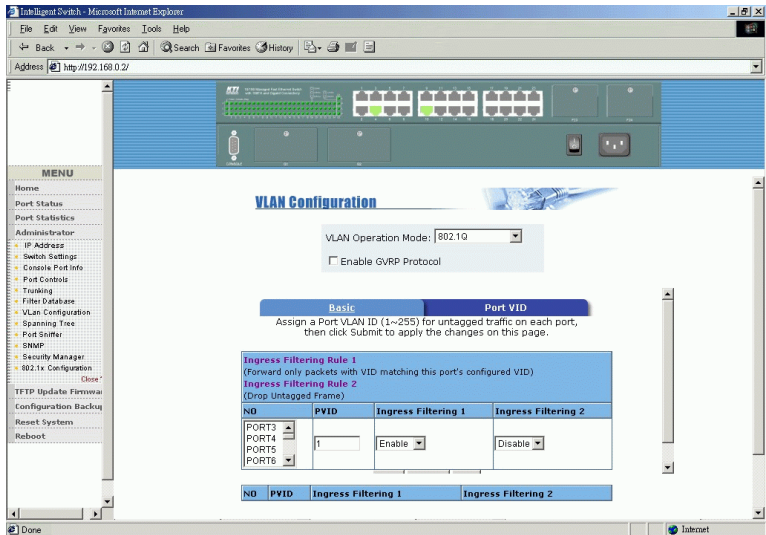 Intelligent Switch - Microsoft Internet Explorer
File Edit View Favorites Tools Help
Back Search Favorites History
Address http://192.168.0.2/
KTI
CONSOLE
MENU
Home
Port Status
Port Statistics
Administrator
IP Address
Switch Settings
Console Port Info
Port Controls
Trunking
Filter Database
VLan Configuration
Spanning Tree
Port Sniffer
SNMP
Security Manager
802.1x Configuration
Close
TFTP Update Firmwa
Configuration Backu
Reset System
Reboot
VLAN Configuration
VLAN Operation Mode: 802.1Q
Enable GVRP Protocol
Basic Port VID
Assign a Port VLAN ID (1~255) for untagged traffic on each port,
then click Submit to apply the changes on this page.
Ingress Filtering Rule 1
(Forward only packets with VID matching this port's configured VID)
Ingress Filtering Rule 2
(Drop Untagged Frame)
NO PVID Ingress Filtering 1 Ingress Filtering 2
PORT3
PORT4
PORT5
PORT6
1 Enable Disable
NO PVID Ingress Filtering 1 Ingress Filtering 2
Done Internet